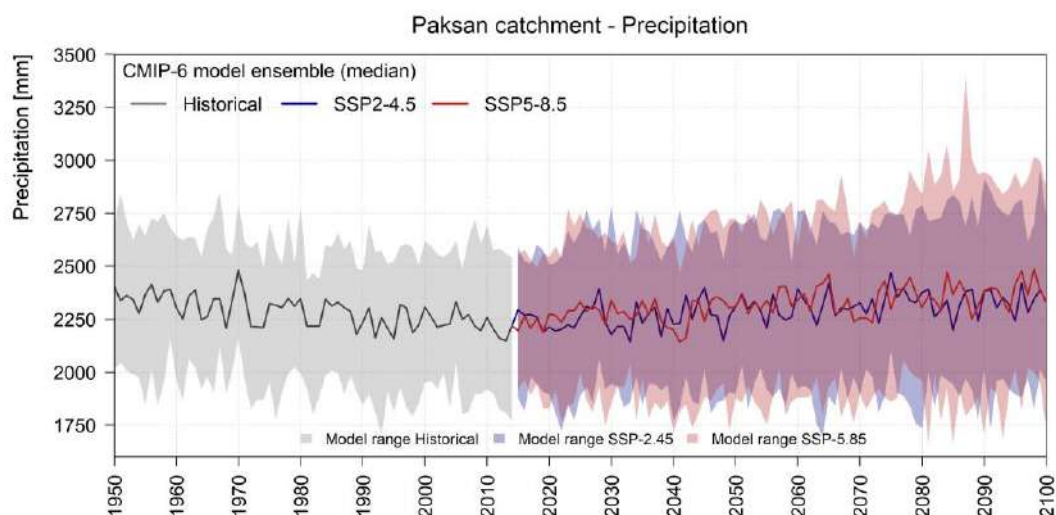 Paksan catchment - Precipitation
Precipitation [mm]
3500
3250
3000
2750
2500
2250
2000
1750
CMIP-6 model ensemble (median)
Historical SSP2-4.5 SSP5-8.5
Model range Historical Model range SSP-2.45 Model range SSP-5.85
1950 1960 1970 1980 1990 2000 2010 2020 2030 2040 2050 2060 2070 2080 2090 2100